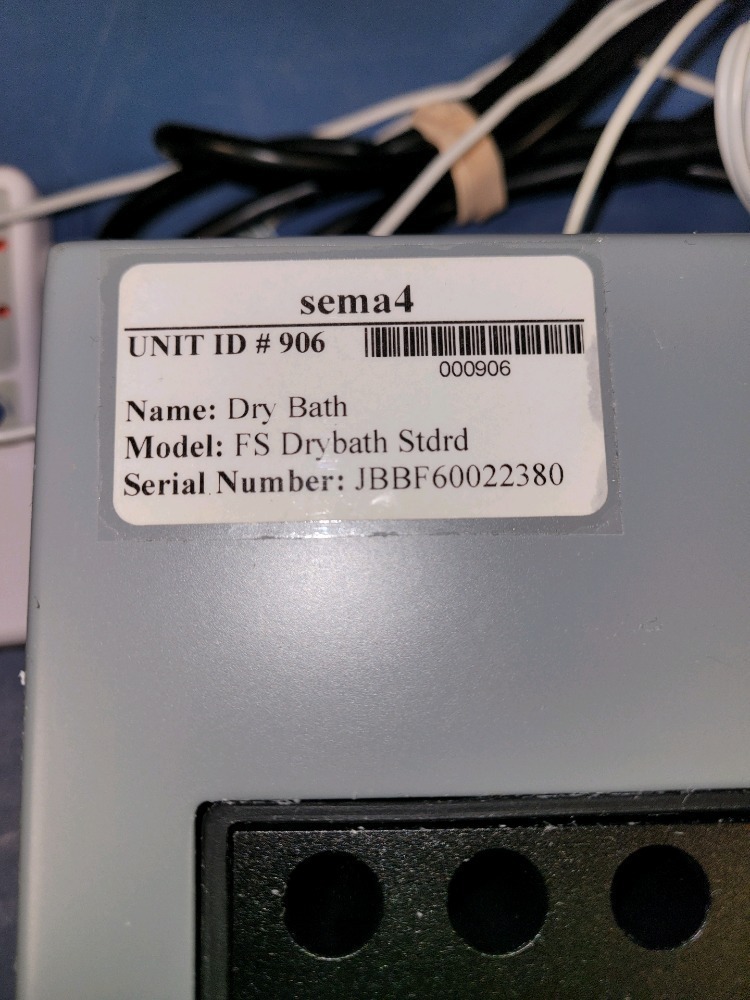 sema4
UNIT ID # 906
000906
Name: Dry Bath
Model: FS Drybath Stdrd
Serial Number: JBBF60022380